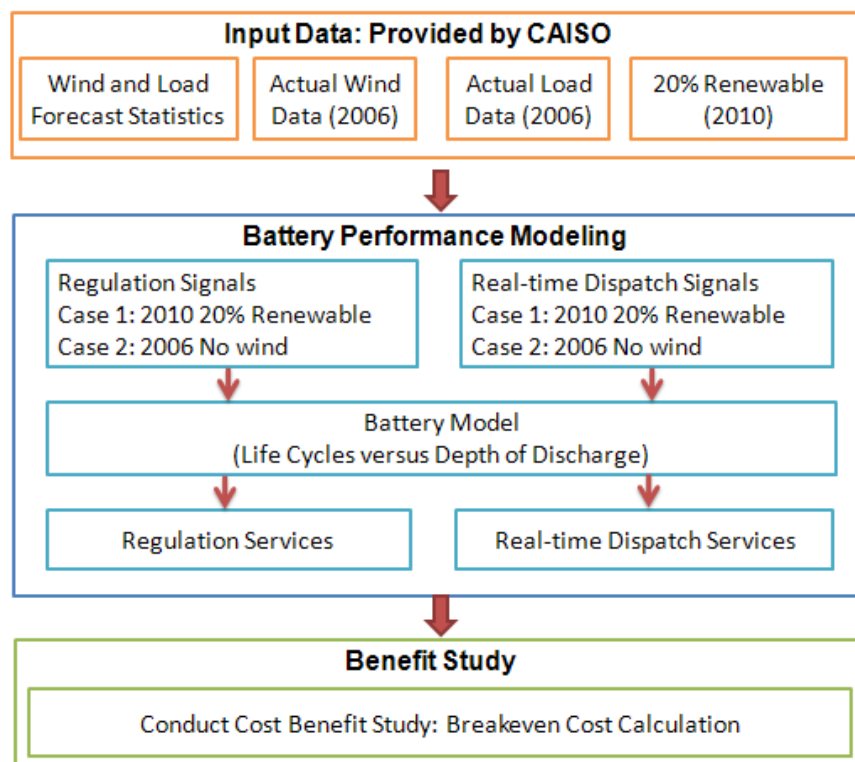 Input Data: Provided by CAISO
Wind and Load
Forecast Statistics
Actual Wind
Data (2006)
Actual Load
Data (2006)
20% Renewable
(2010)
Battery Performance Modeling
Regulation Signals
Case 1: 2010 20% Renewable
Case 2: 2006 No wind
Real-time Dispatch Signals
Case 1: 2010 20% Renewable
Case 2: 2006 No wind
Battery Model
(Life Cycles versus Depth of Discharge)
Regulation Services
Real-time Dispatch Services
Benefit Study
Conduct Cost Benefit Study: Breakeven Cost Calculation